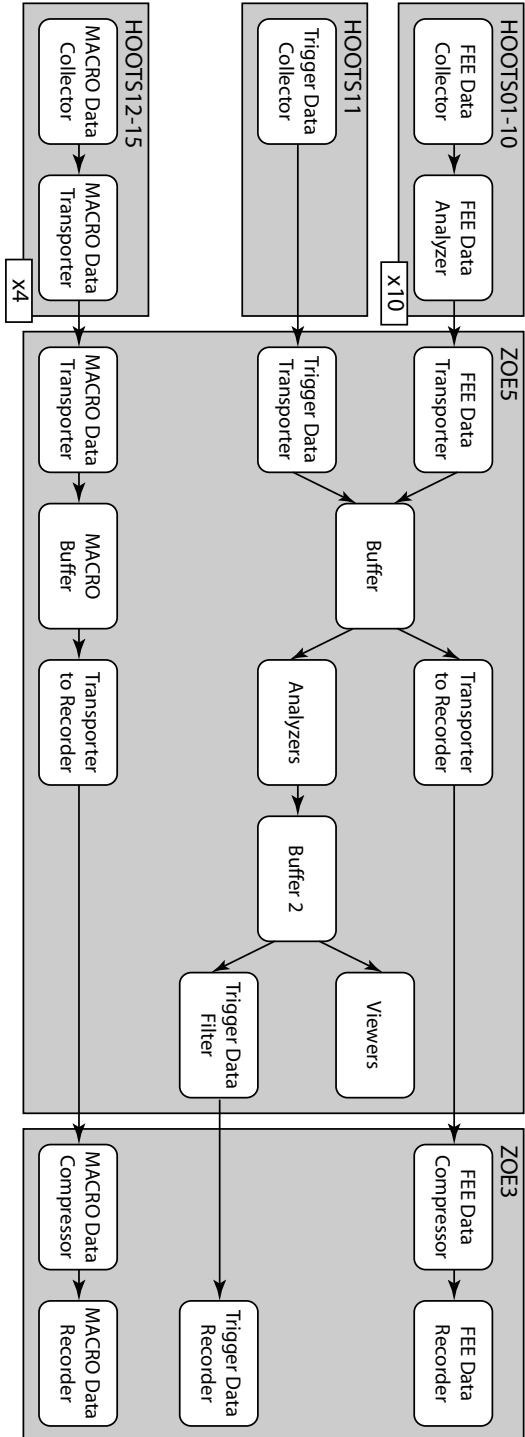 HOOTS01-10
FEE Data
Collector
FEE Data
Analyzer
x10
HOOTS11
Trigger Data
Collector
HOOTS12-15
MACRO Data
Collector
MACRO Data
Transporter
x4
ZOE5
FEE Data
Transporter
Trigger Data
Transporter
Buffer
Transporter
to Recorder
Analyzers
Buffer 2
Viewers
Trigger Data
Filter
MACRO Data
Transporter
MACRO
Buffer
Transporter
to Recorder
ZOE3
FEE Data
Compressor
FEE Data
Recorder
Trigger Data
Recorder
MACRO Data
Compressor
MACRO Data
Recorder